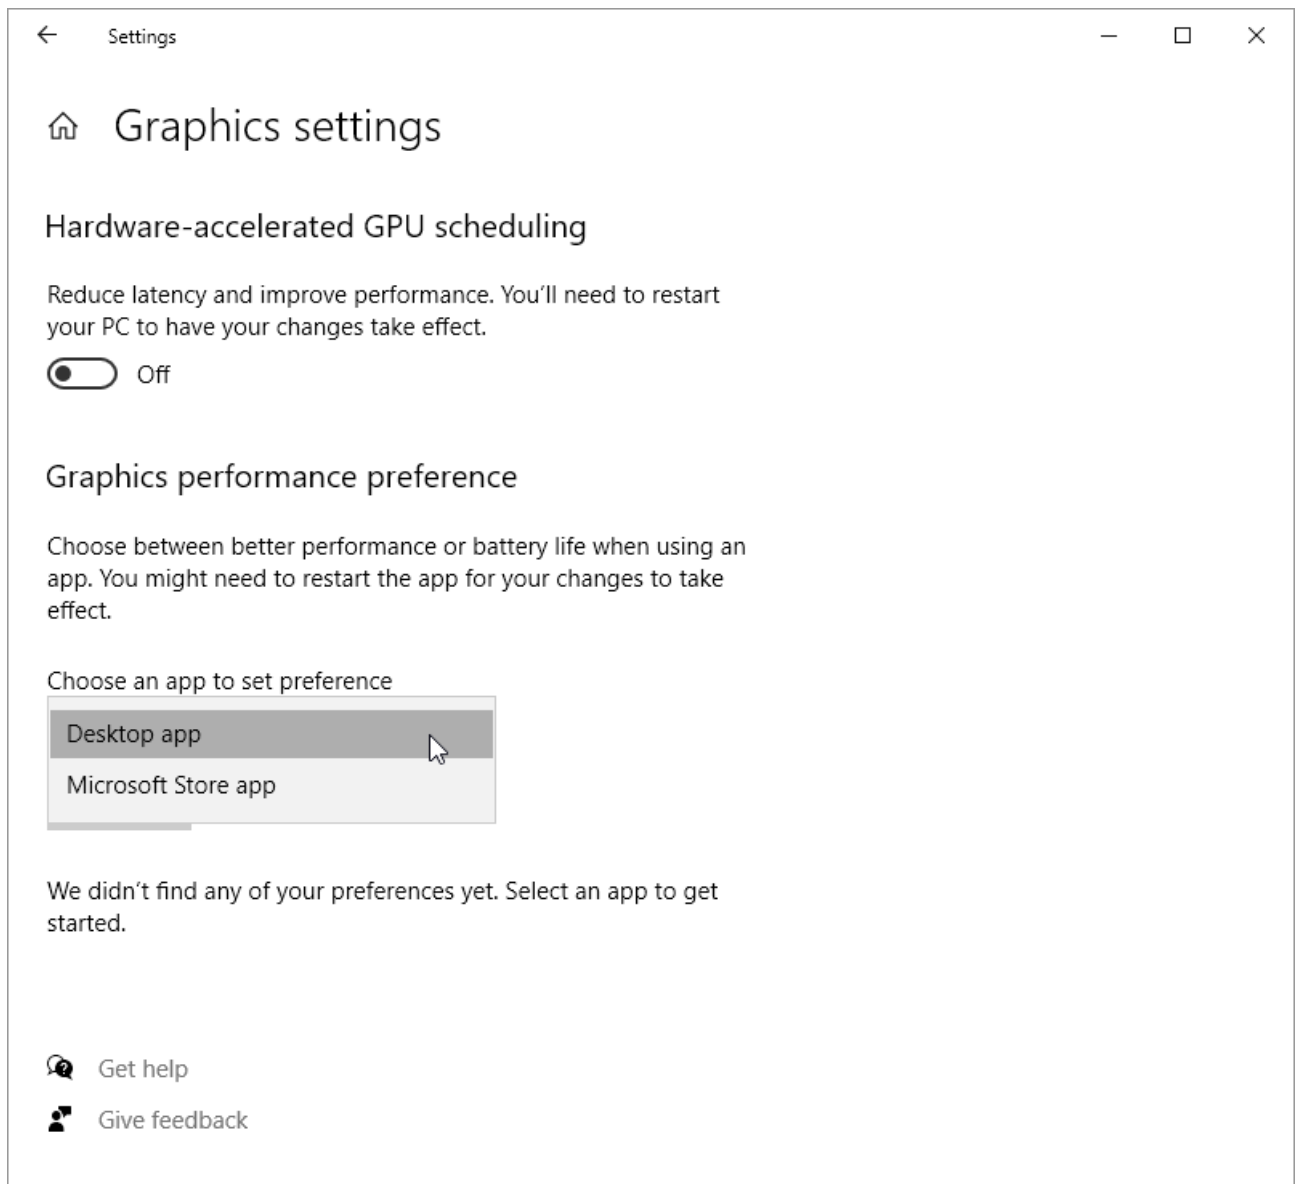 Settings
Graphics settings
Hardware-accelerated GPU scheduling
Reduce latency and improve performance. You’ll need to restart
your PC to have your changes take effect.
Off
Graphics performance preference
Choose between better performance or battery life when using an
app. You might need to restart the app for your changes to take
effect.
Choose an app to set preference
Desktop app
Microsoft Store app
We didn’t find any of your preferences yet. Select an app to get
started.
Get help
Give feedback